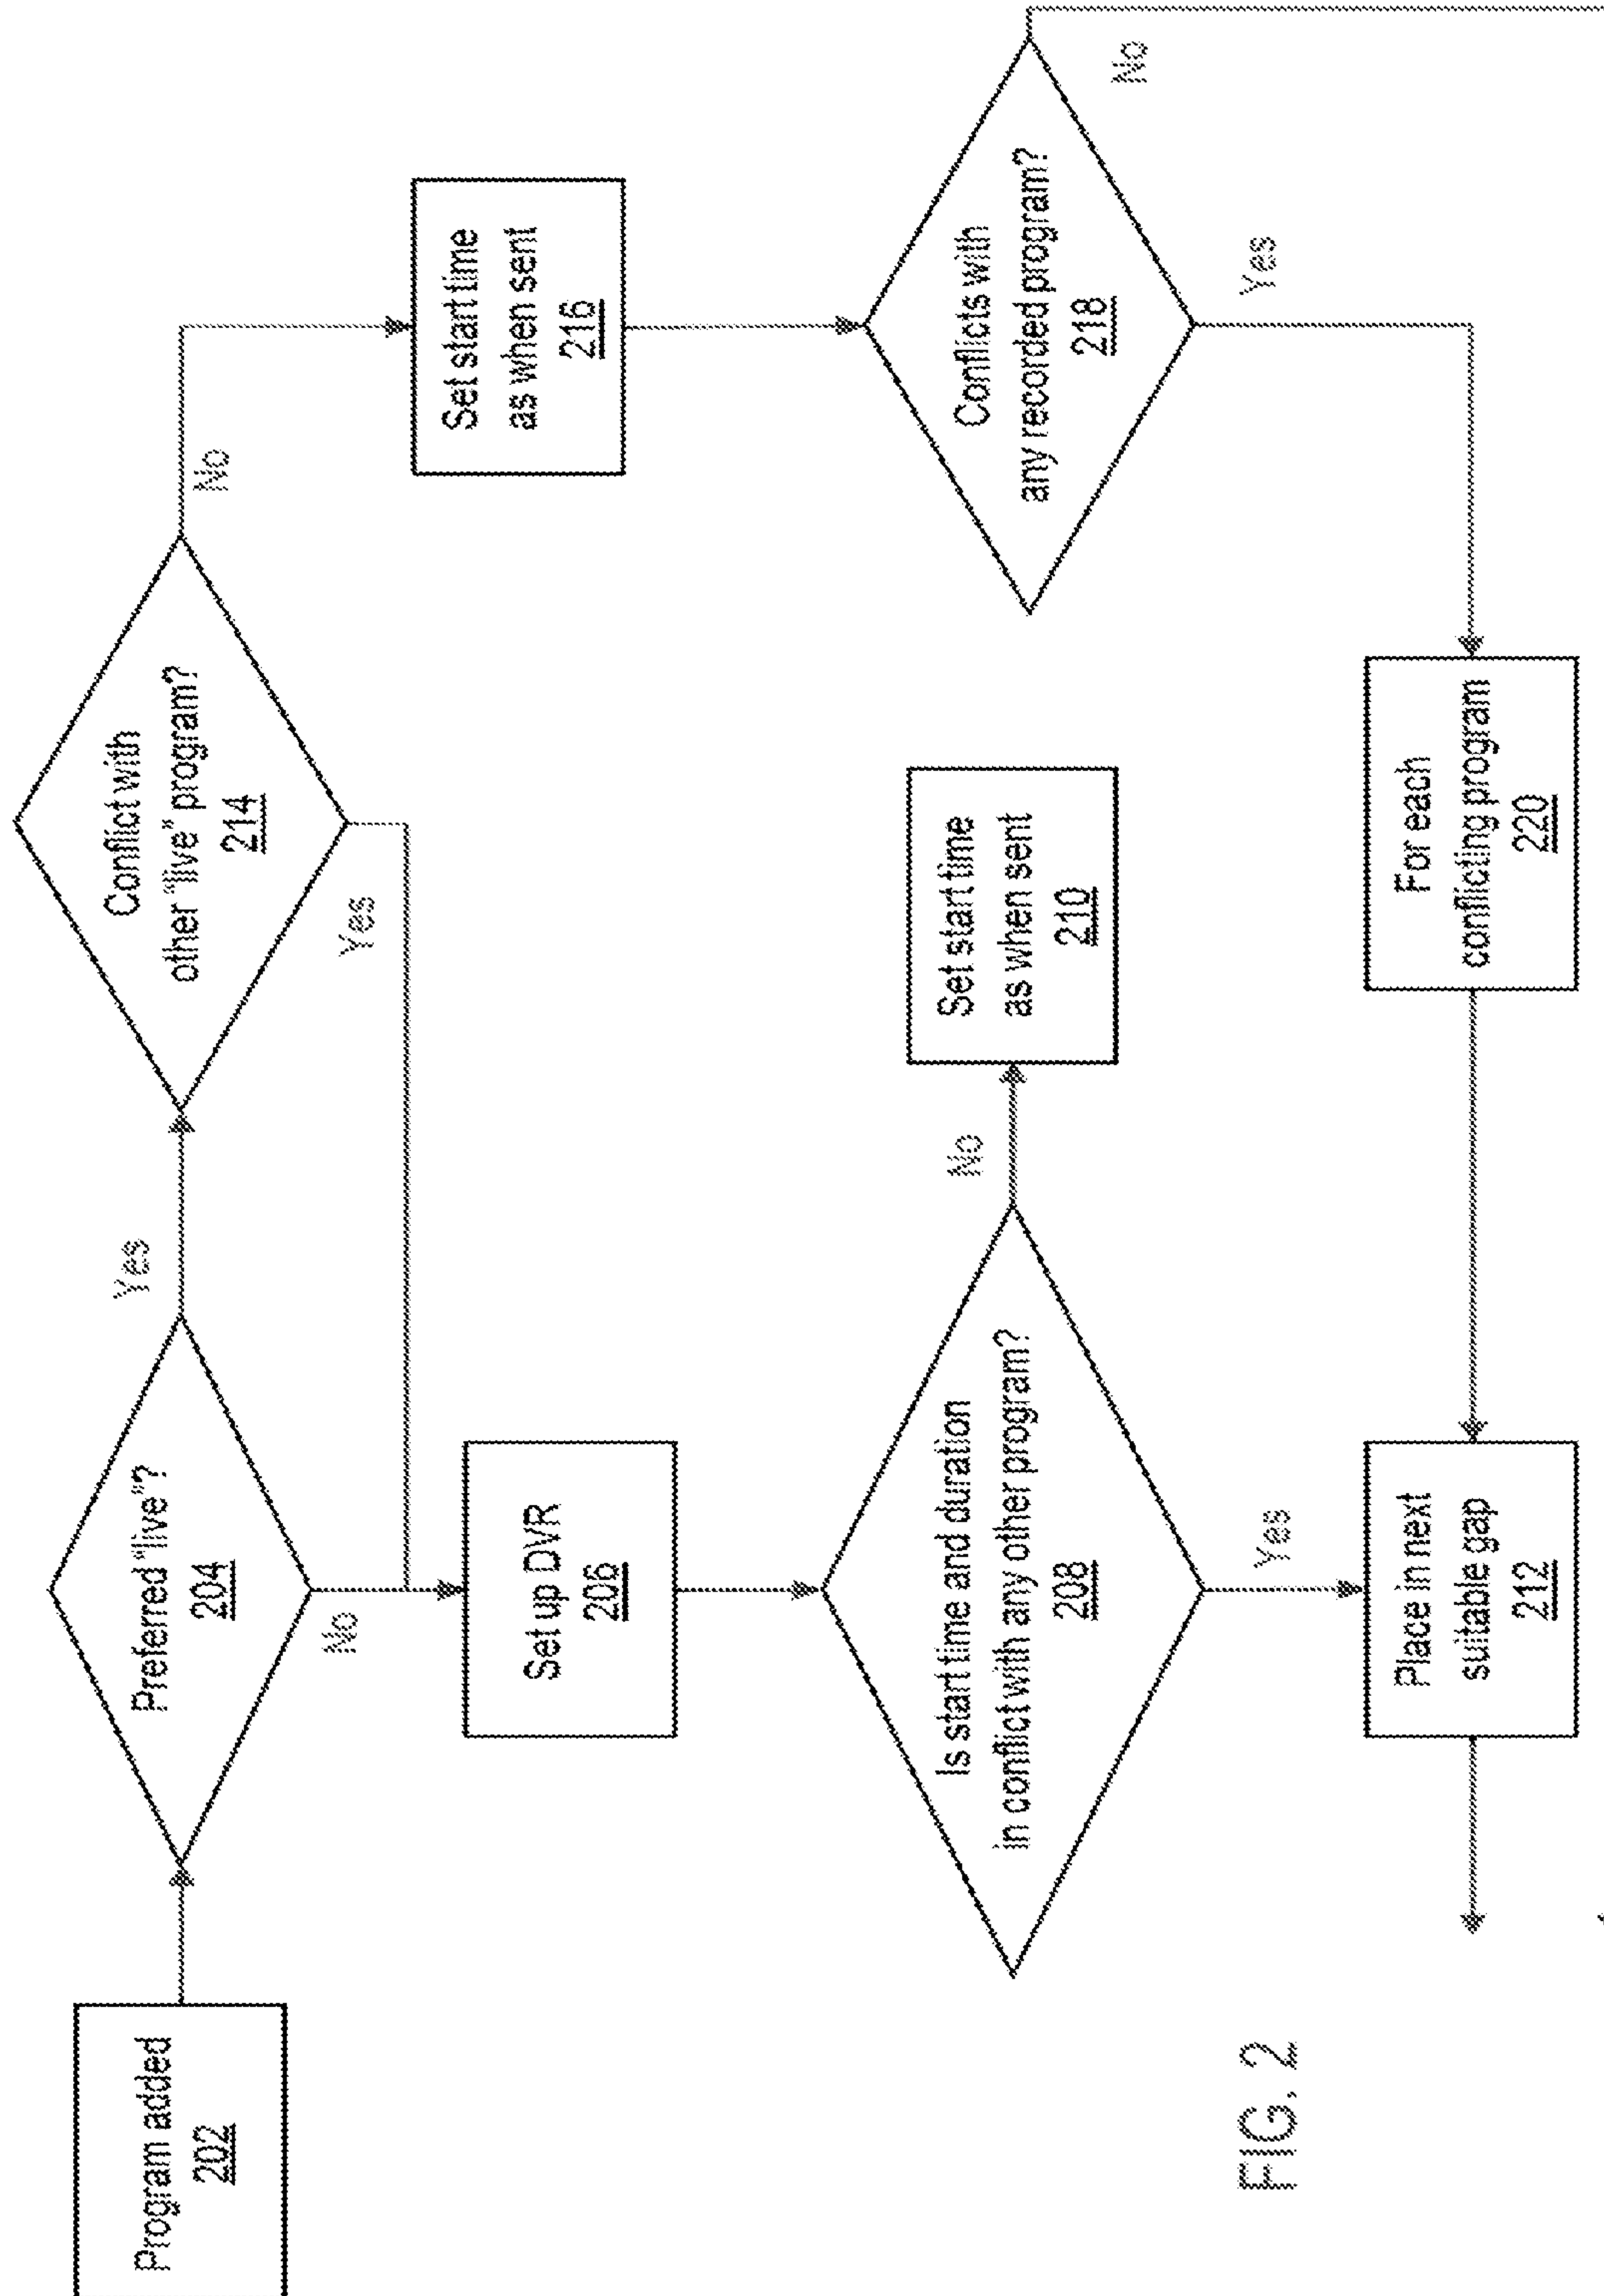 Program added
202
Preferred "live"?
204
Yes
No
Conflict with
other "live" program?
214
Yes
No
Set up DVR
206
Set start time
as when sent
216
Is start time and duration
in conflict with any other program?
208
No
Yes
Set start time
as when sent
210
Conflicts with
any recorded program?
218
No
Yes
Place in next
suitable gap
212
For each
conflicting program
220
FIG. 2